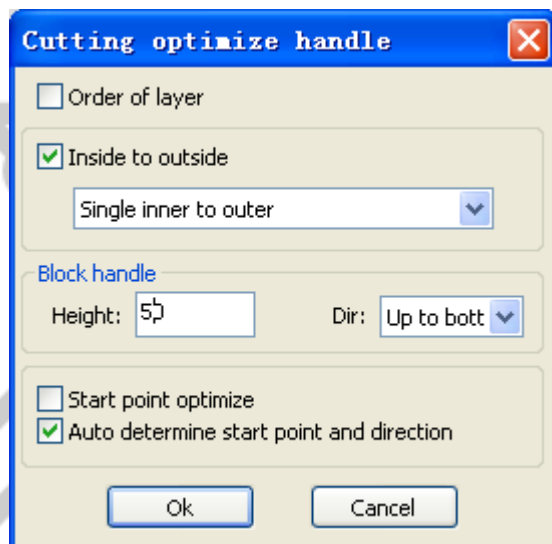 Cutting optimize handle
Order of layer
Inside to outside
Single inner to outer
Block handle
Height: 50 Dir: Up to bott
Start point optimize
Auto determine start point and direction
Ok Cancel